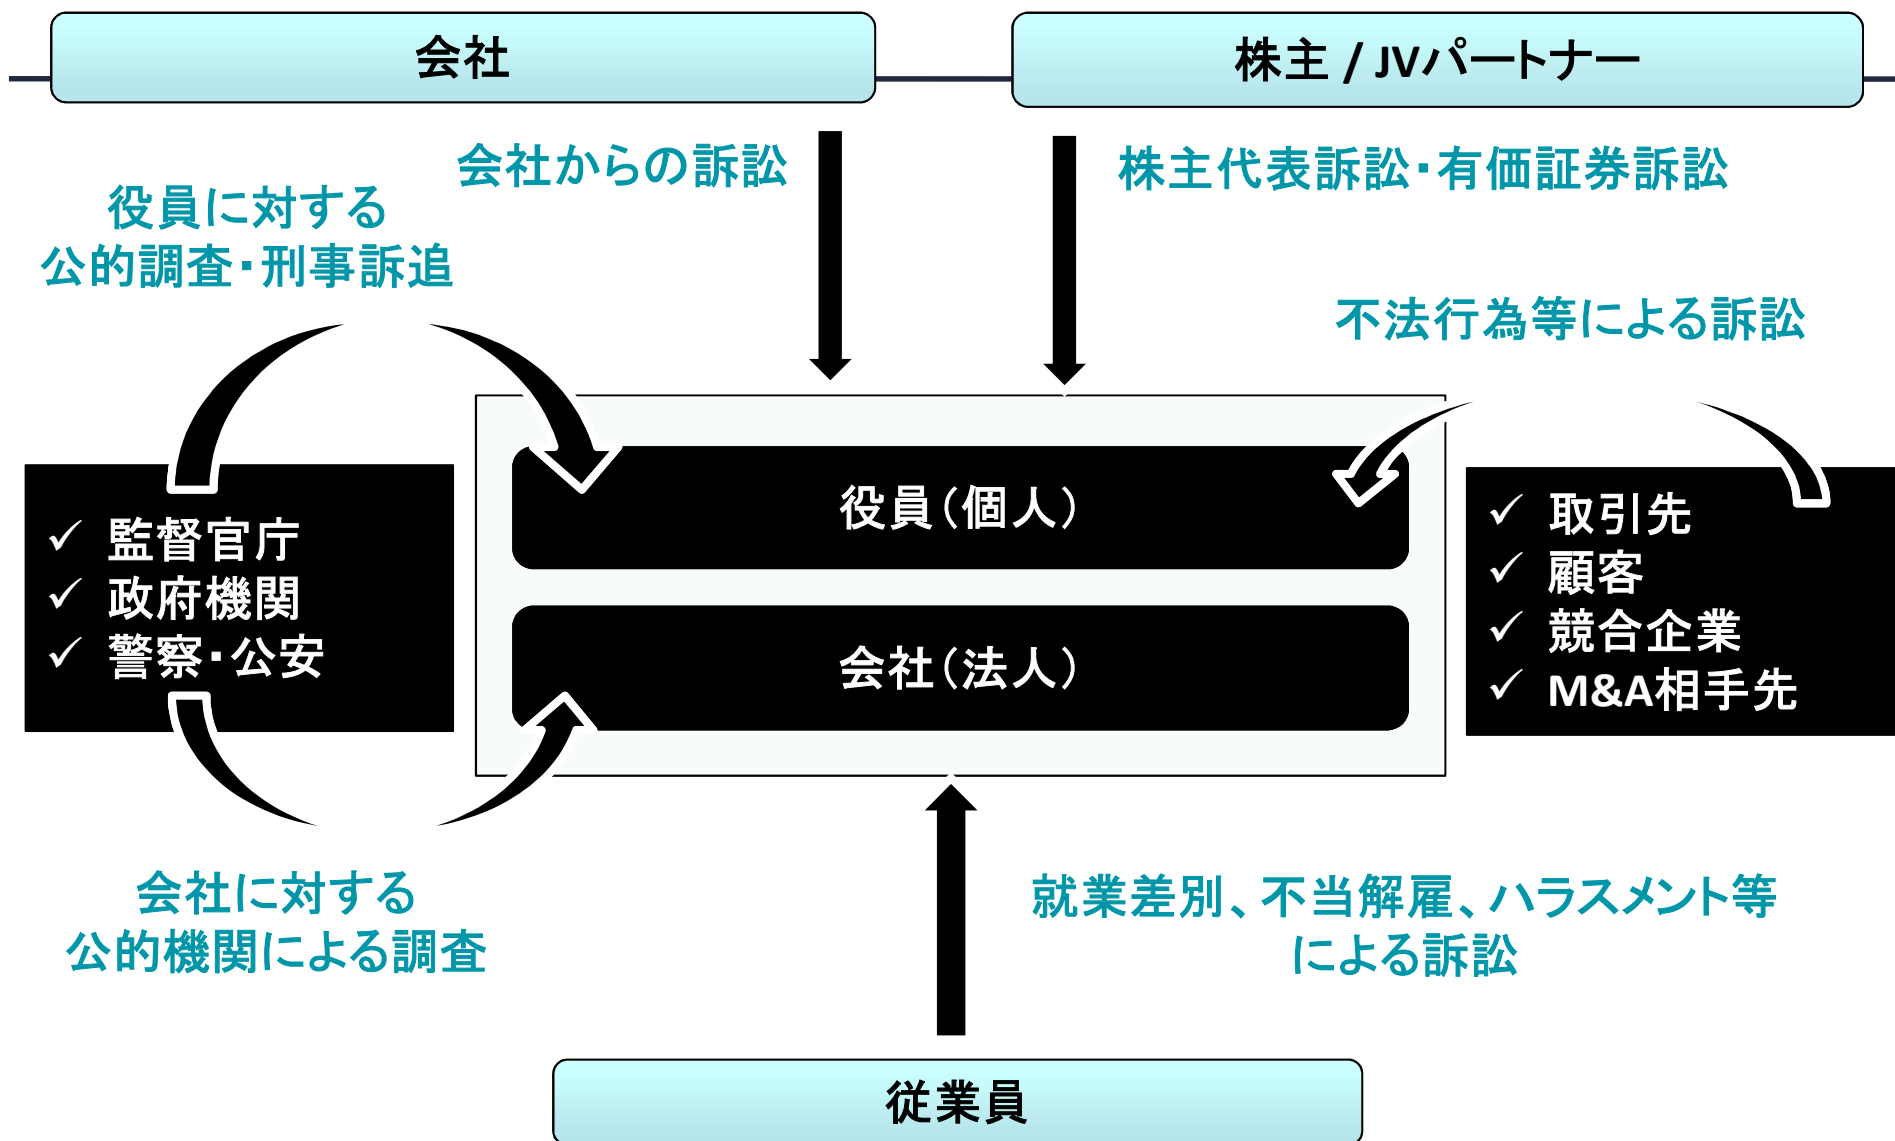 会社
株主 / JVパートナー
会社からの訴訟
株主代表訴訟・有価証券訴訟
役員に対する
公的調査・刑事訴追
不法行為等による訴訟
役員（個人）
会社（法人）
✓ 監督官庁
✓ 政府機関
✓ 警察・公安
✓ 取引先
✓ 顧客
✓ 競合企業
✓ M&A相手先
会社に対する
公的機関による調査
就業差別、不当解雇、ハラスメント等
による訴訟
従業員